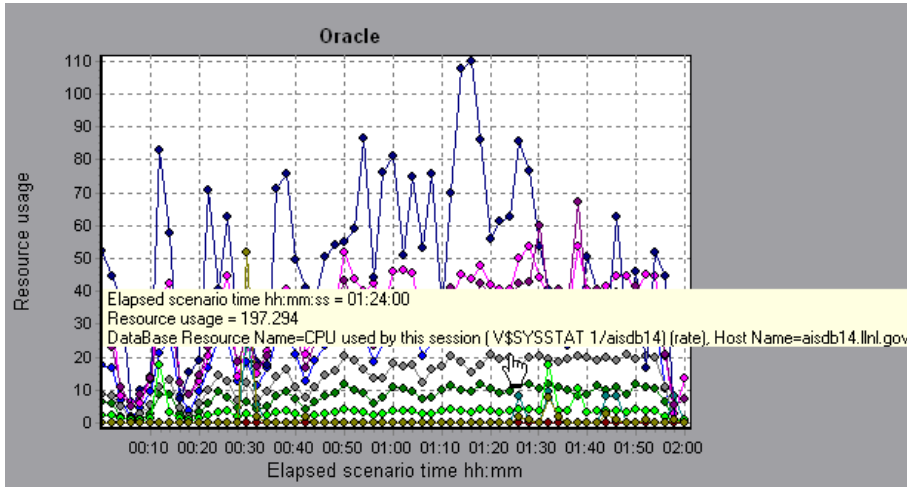 Oracle
110
100
90
80
70
60
50
40
30
20
10
0
Resource usage
Elapsed scenario time hh:mm:ss = 01:24:00
Resource usage = 197.294
DataBase Resource Name=CPU used by this session ( V$SYSSTAT 1/aisdb14) (rate), Host Name=aisdb14.llnl.gov
00:10 00:20 00:30 00:40 00:50 01:00 01:10 01:20 01:30 01:40 01:50 02:00
Elapsed scenario time hh:mm